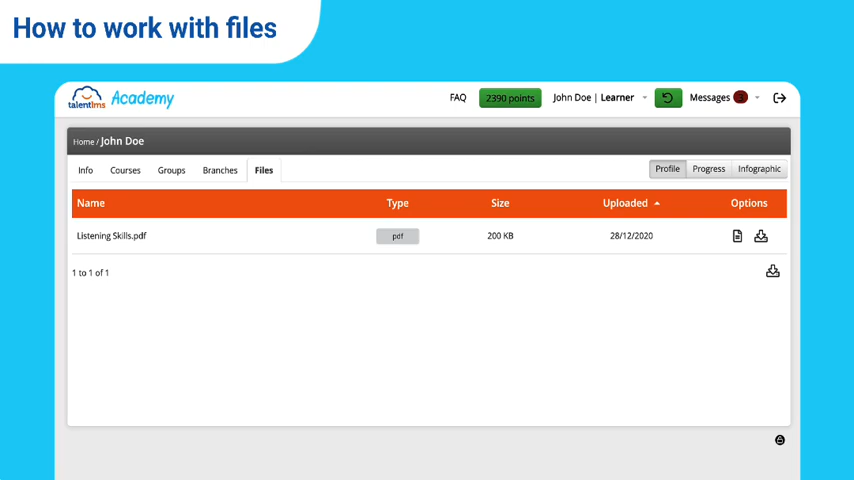 How to work with files
talentlms Academy
FAQ
2390 points
John Doe | Learner
Messages
Home / John Doe
Info
Courses
Groups
Branches
Files
Profile
Progress
Infographic
Name
Type
Size
Uploaded
Options
Listening Skills.pdf
pdf
200 KB
28/12/2020
1 to 1 of 1